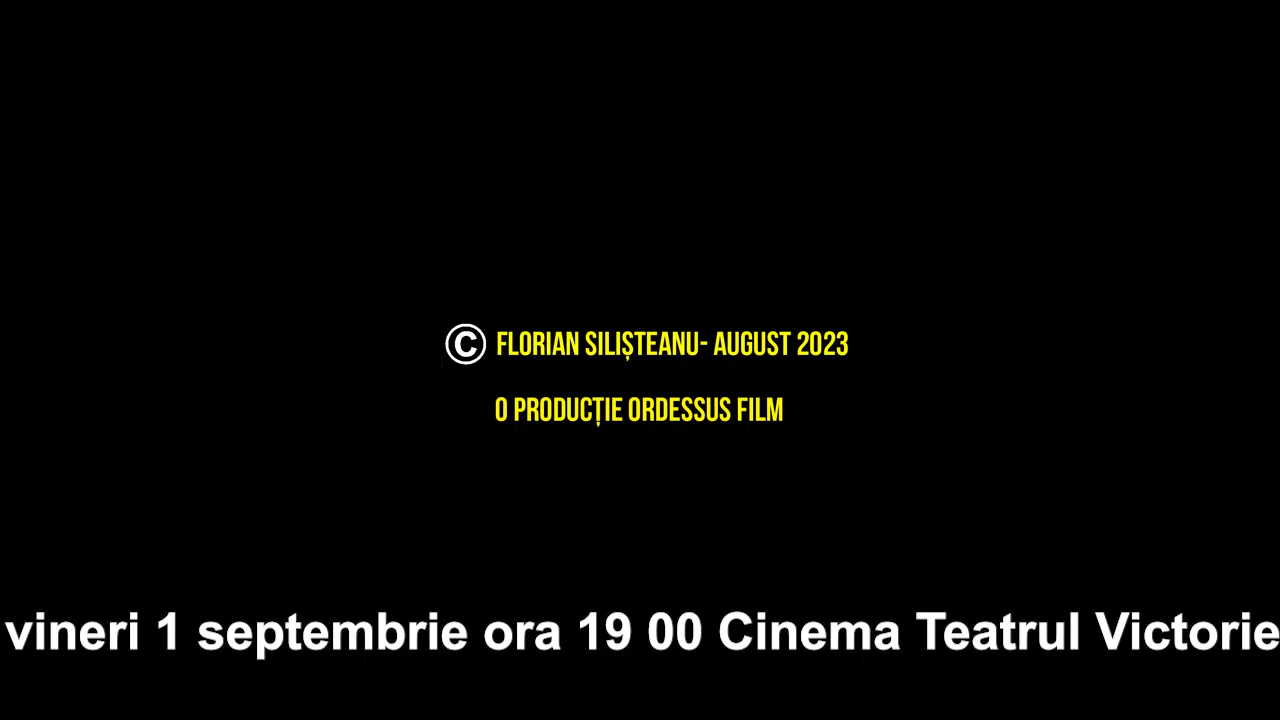 © FLORIAN SILIȘTEANU- AUGUST 2023
O PRODUCȚIE ORDESSUS FILM
vineri 1 septembrie ora 19 00 Cinema Teatrul Victorie